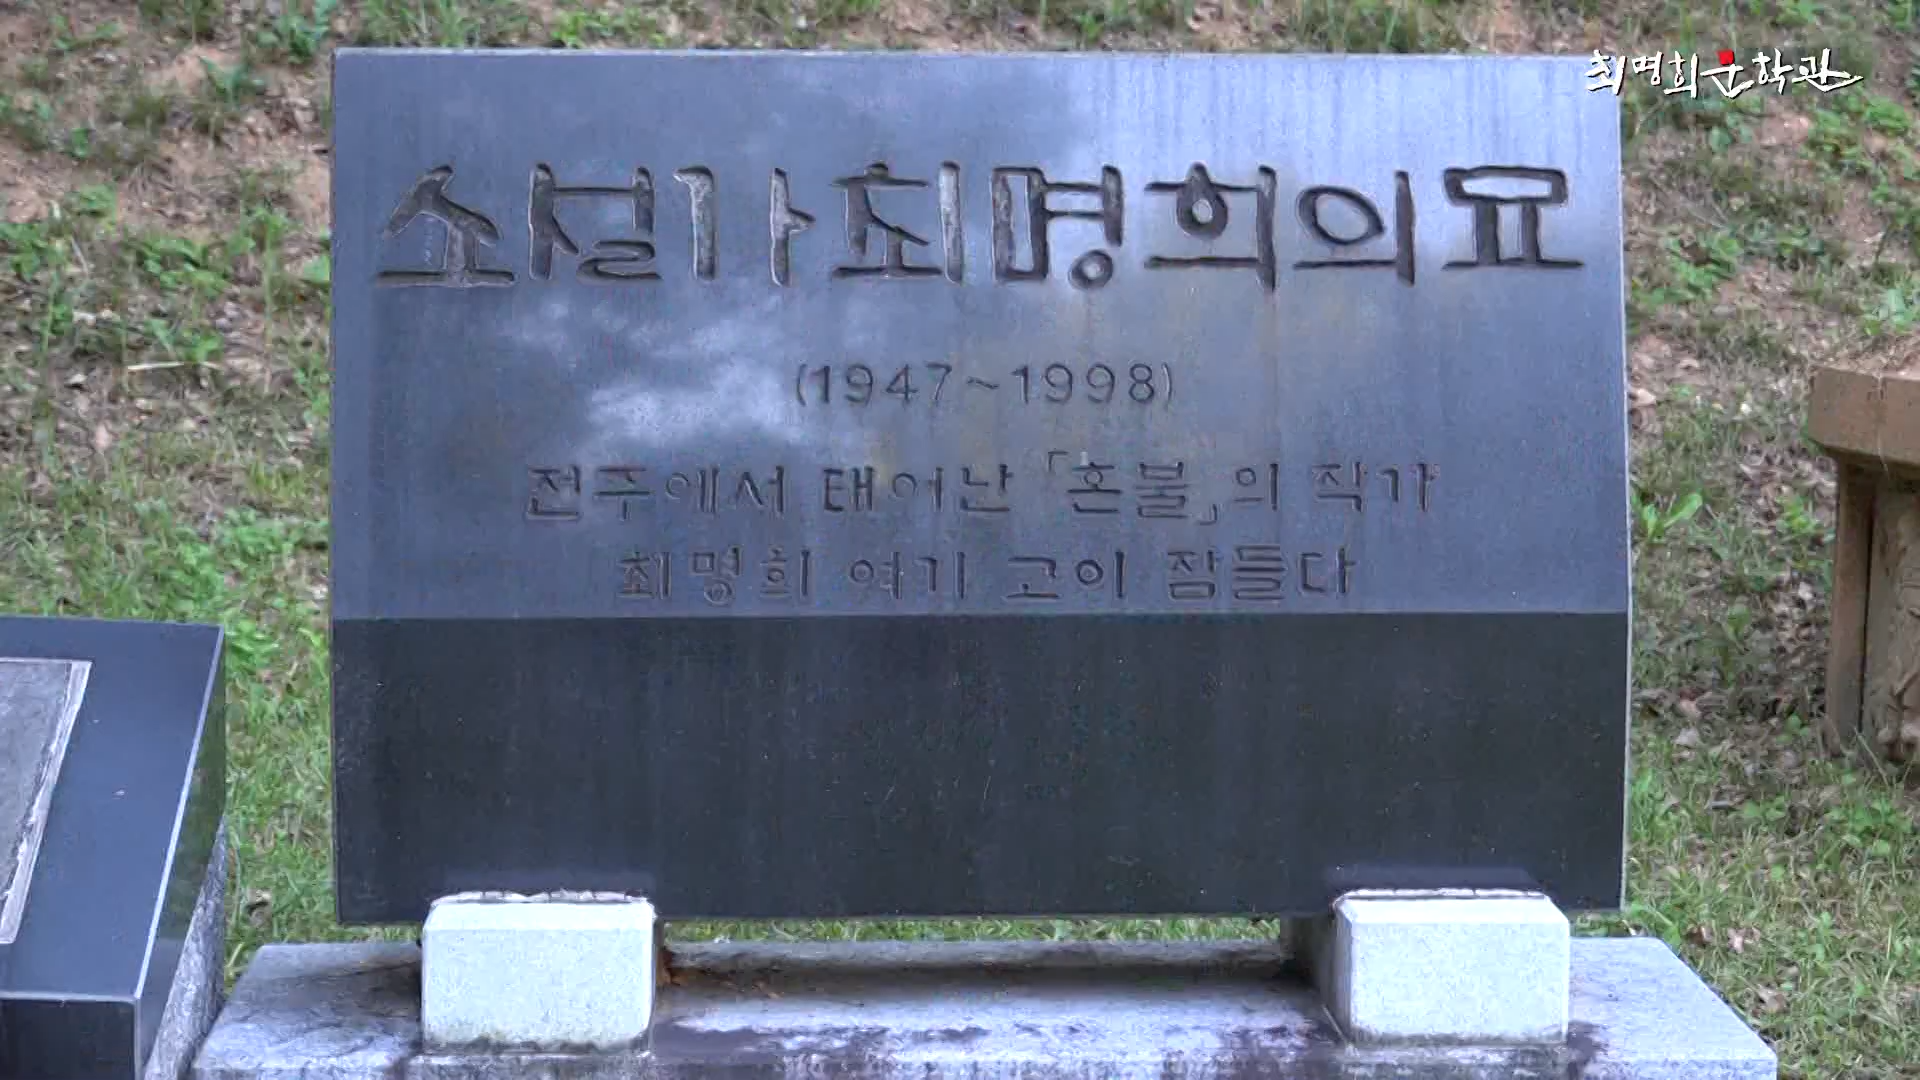 최명희문학관
소설가최명희의묘
(1947~1998)
전주에서 태어난 「혼불」의 작가
최명희 여기 고이 잠들다